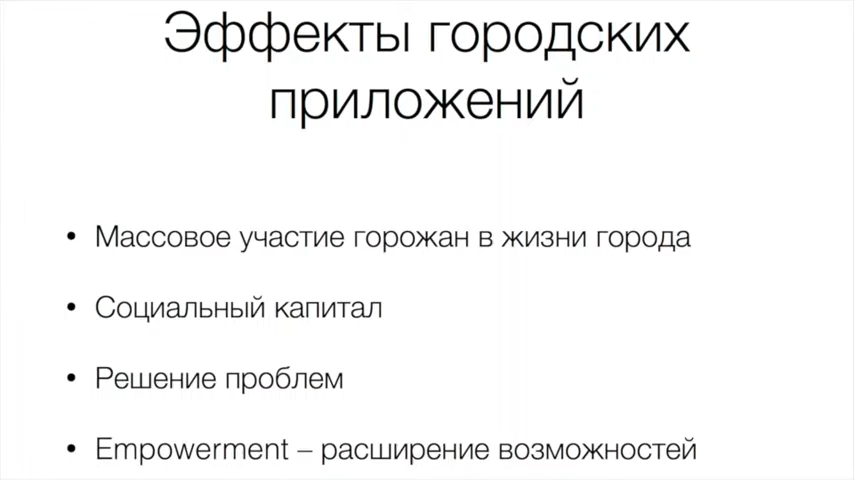 Эффекты городских
приложений
• Массовое участие горожан в жизни города
• Социальный капитал
• Решение проблем
• Empowerment – расширение возможностей